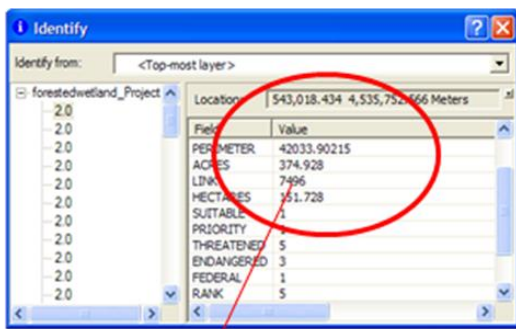 Identify
Identify from: <Top-most layer>
forestedwetland_Project
2.0
2.0
2.0
2.0
2.0
2.0
2.0
2.0
2.0
2.0
2.0
Location: 543,018.434 4,535,752.666 Meters
Field Value
PERIMETER 42033.90215
ACRES 374.928
LINK 7496
HECTARES 151.728
SUITABLE 1
PRIORITY
THREATENED 5
ENDANGERED 3
FEDERAL 1
RANK 5